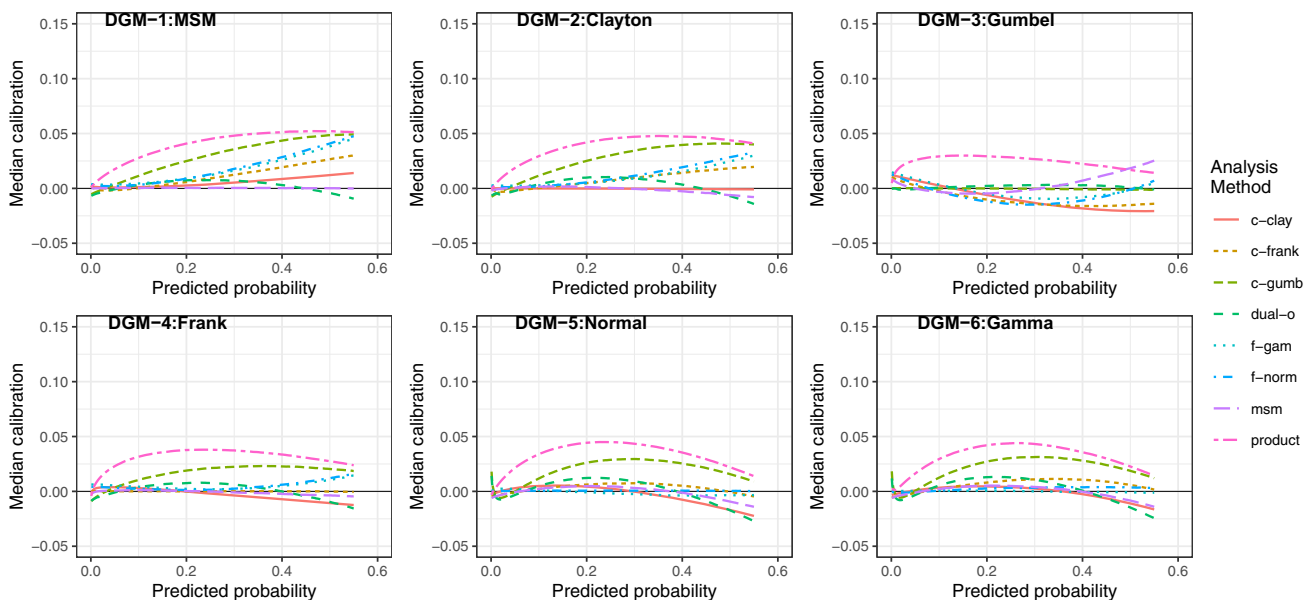 DGM−1:MSM
0.15
0.10
0.05
0.00
−0.05
Median calibration
0.0 0.2 0.4 0.6
Predicted probability
DGM−2:Clayton
0.15
0.10
0.05
0.00
−0.05
Median calibration
0.0 0.2 0.4 0.6
Predicted probability
DGM−3:Gumbel
0.15
0.10
0.05
0.00
−0.05
Median calibration
0.0 0.2 0.4 0.6
Predicted probability
DGM−4:Frank
0.15
0.10
0.05
0.00
−0.05
Median calibration
0.0 0.2 0.4 0.6
Predicted probability
DGM−5:Normal
0.15
0.10
0.05
0.00
−0.05
Median calibration
0.0 0.2 0.4 0.6
Predicted probability
DGM−6:Gamma
0.15
0.10
0.05
0.00
−0.05
Median calibration
0.0 0.2 0.4 0.6
Predicted probability
Analysis
Method
c−clay
c−frank
c−gumb
dual−o
f−gam
f−norm
msm
product